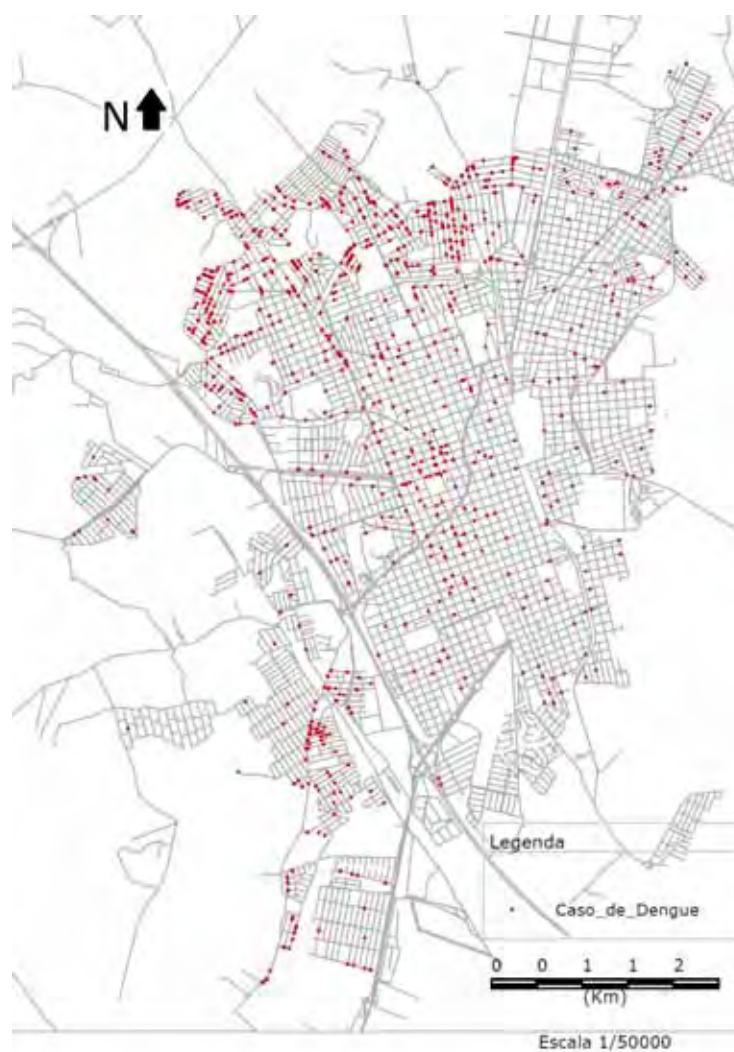 N
Legenda
Caso_de_Dengue
0 0 1 1 2
(Km)
Escala 1/50000